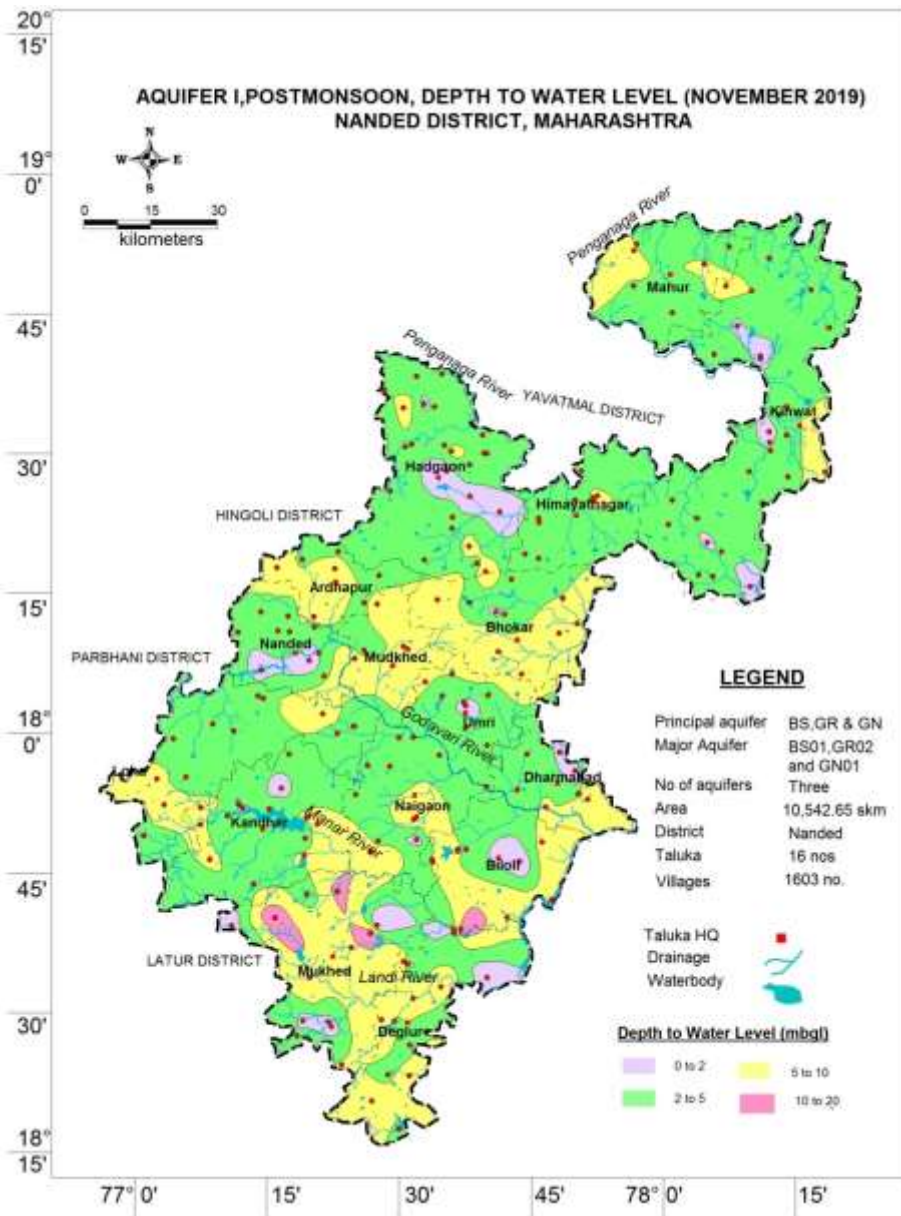 20°
15'
AQUIFER I,POSTMONSOON, DEPTH TO WATER LEVEL (NOVEMBER 2019)
NANDED DISTRICT, MAHARASHTRA
N
W E
S
19
0'
0 15 30
kilometers
Penganaga River
Mahur
45'
Penganaga River
YAVATMAL DISTRICT
Kinwat
30'
Hadgaon
Himayatnagar
HINGOLI DISTRICT
Ardhapur
15'
Bhokar
Nanded
Mudkhed
PARBHANI DISTRICT
LEGEND
Principal aquifer BS,GR & GN
Major Aquifer BS01,GR02
and GN01
No of aquifers Three
Area 10,542.65 skm
District Nanded
Taluka 16 nos
Villages 1603 no.
18°
0'
Godavari River
Umri
Dharmabad
Naigaon
Kandhar
Manar River
Biloli
45'
Taluka HQ
Drainage
Waterbody
LATUR DISTRICT
Mukhed
Landi River
30'
Deglur
Depth to Water Level (mbgl)
0 to 2 5 to 10
2 to 5 10 to 20
18°
15'
77° 0' 15' 30' 45' 78° 0' 15'